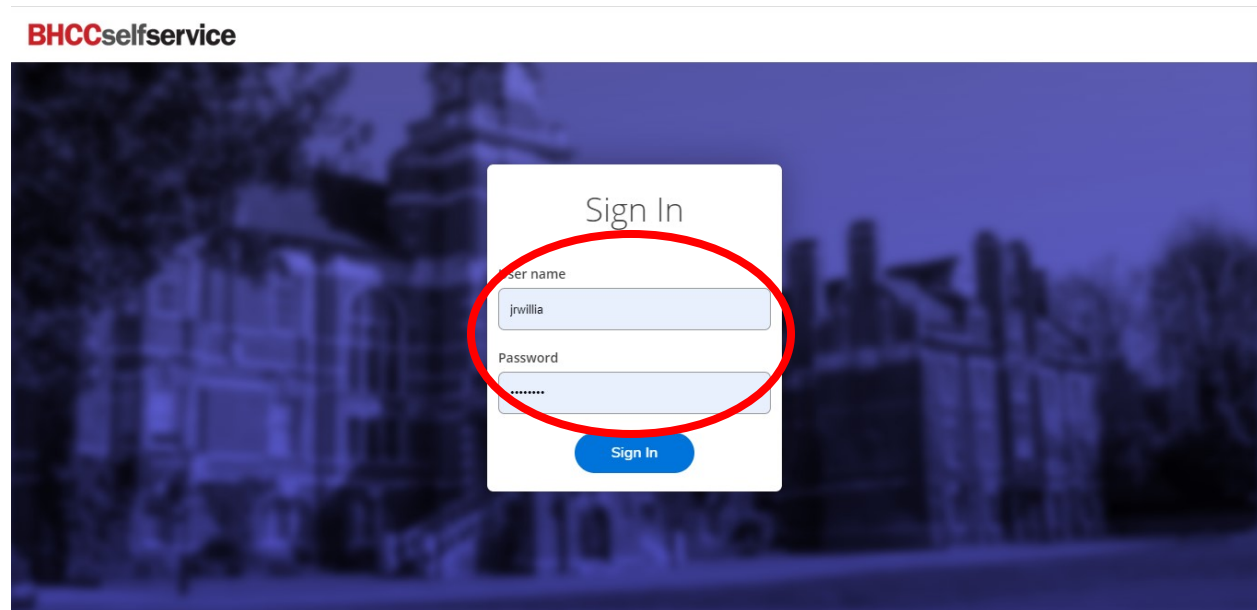 BHCCselfservice
Sign In
User name
jrwillia
Password
••••••••
Sign In